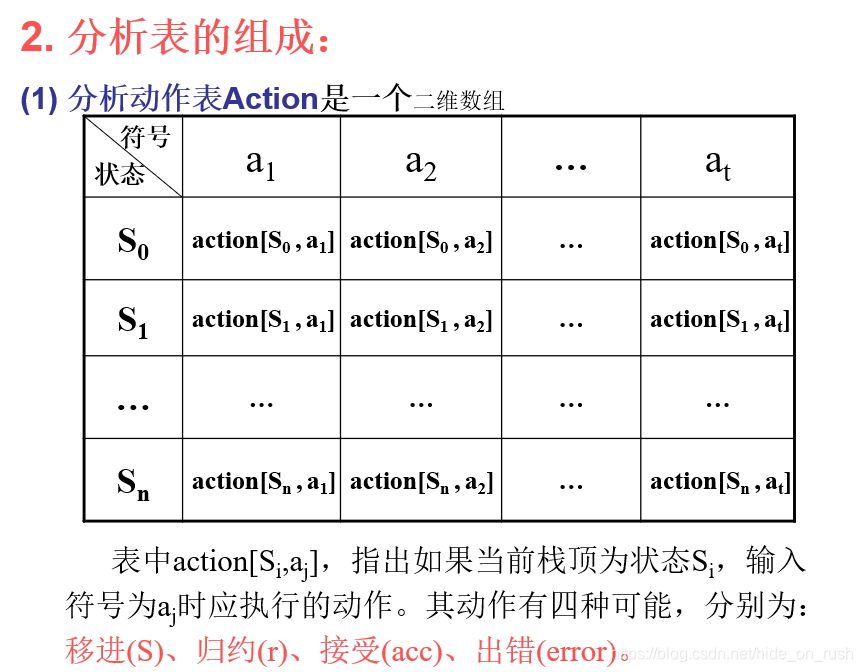 2. 分析表的组成：
(1) 分析动作表Action是一个二维数组
符号
状态 a1 a2 … at
S0 action[S0 , a1] action[S0 , a2] … action[S0 , at]
S1 action[S1 , a1] action[S1 , a2] … action[S1 , at]
… … … … …
Sn action[Sn , a1] action[Sn , a2] … action[Sn , at]
表中action[Si,aj]，指出如果当前栈顶为状态Si，输入
符号为aj时应执行的动作。其动作有四种可能，分别为：
移进(S)、归约(r)、接受(acc)、出错(error)。
https://blog.csdn.net/hide_on_rush